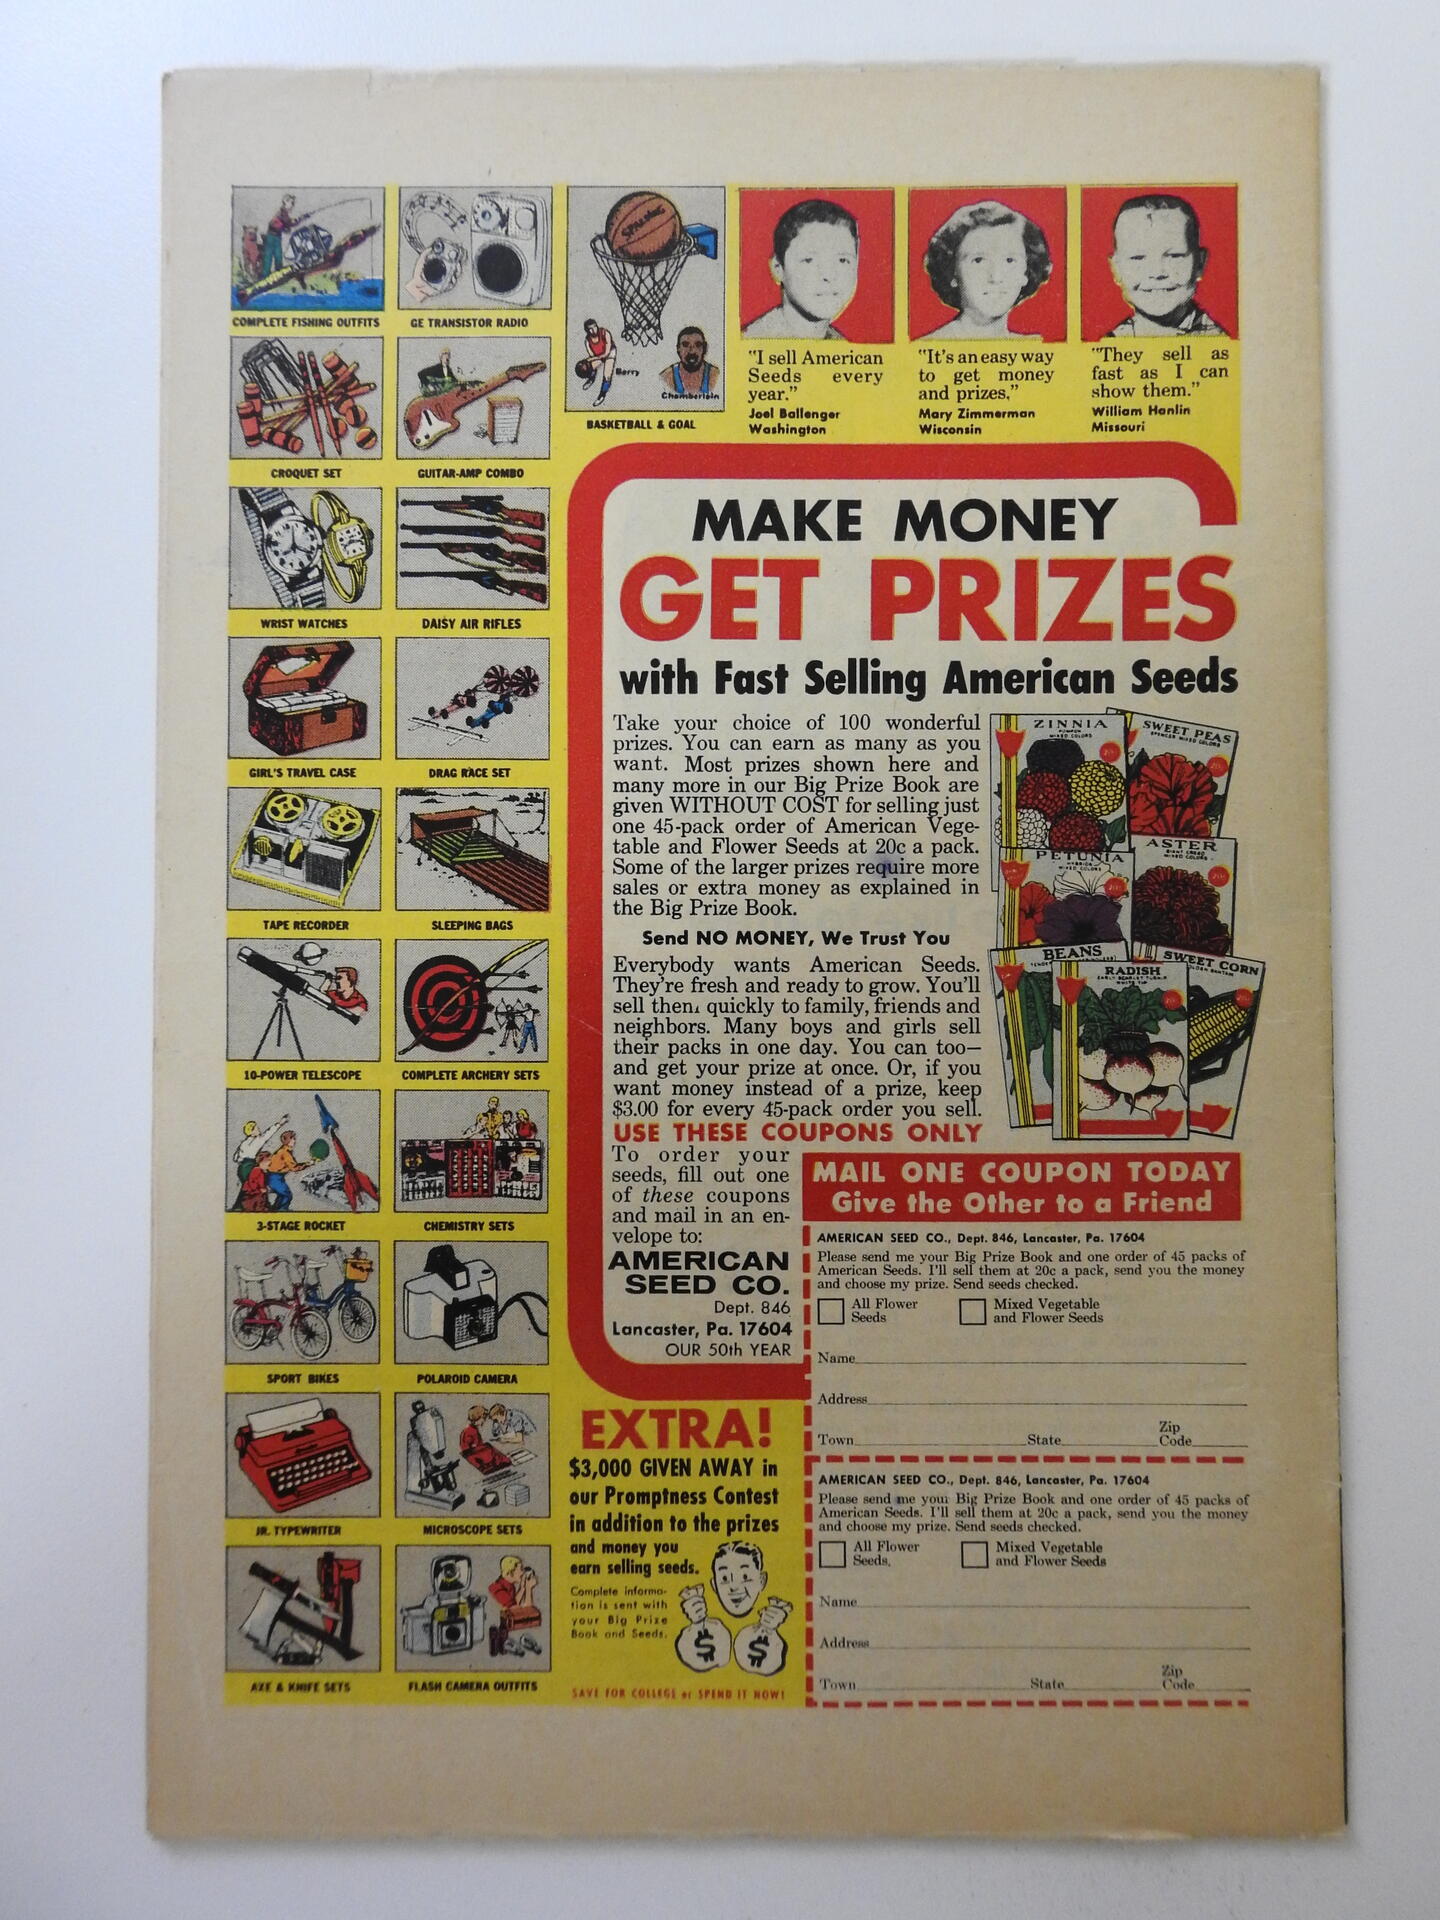 COMPLETE FISHING OUTFITS
GE TRANSISTOR RADIO
SPALDING
Barry
Chamberlain
BASKETBALL & GOAL
CROQUET SET
GUITAR-AMP COMBO
WRIST WATCHES
DAISY AIR RIFLES
GIRL'S TRAVEL CASE
DRAG RACE SET
TAPE RECORDER
SLEEPING BAGS
10-POWER TELESCOPE
COMPLETE ARCHERY SETS
3-STAGE ROCKET
CHEMISTRY SETS
SPORT BIKES
POLAROID CAMERA
JR. TYPEWRITER
MICROSCOPE SETS
AXE & KNIFE SETS
FLASH CAMERA OUTFITS
"I sell American
Seeds every
year."
Joel Ballenger
Washington
"It's an easy way
to get money
and prizes."
Mary Zimmerman
Wisconsin
"They sell as
fast as I can
show them."
William Hanlin
Missouri
MAKE MONEY
GET PRIZES
with Fast Selling American Seeds
Take your choice of 100 wonderful
prizes. You can earn as many as you
want. Most prizes shown here and
many more in our Big Prize Book are
given WITHOUT COST for selling just
one 45-pack order of American Vege-
table and Flower Seeds at 20c a pack.
Some of the larger prizes require more
sales or extra money as explained in
the Big Prize Book.
Send NO MONEY, We Trust You
Everybody wants American Seeds.
They're fresh and ready to grow. You'll
sell them quickly to family, friends and
neighbors. Many boys and girls sell
their packs in one day. You can too—
and get your prize at once. Or, if you
want money instead of a prize, keep
$3.00 for every 45-pack order you sell.
USE THESE COUPONS ONLY
To order your
seeds, fill out one
of these coupons
and mail in an en-
velope to:
AMERICAN
SEED CO.
Dept. 846
Lancaster, Pa. 17604
OUR 50th YEAR
ZINNIA
MIXED COLORS
SWEET PEAS
SPENCER MIXED COLORS
PETUNIA
MIXED COLORS
ASTER
MIXED COLORS
BEANS
RADISH
EARLY SCARLET TURNIP
WHITE TIP
SWEET CORN
MAIL ONE COUPON TODAY
Give the Other to a Friend
AMERICAN SEED CO., Dept. 846, Lancaster, Pa. 17604
Please send me your Big Prize Book and one order of 45 packs of
American Seeds. I'll sell them at 20c a pack, send you the money
and choose my prize. Send seeds checked.
All Flower
Seeds
Mixed Vegetable
and Flower Seeds
Name
Address
Town State Zip
Code
AMERICAN SEED CO., Dept. 846, Lancaster, Pa. 17604
Please send me your Big Prize Book and one order of 45 packs of
American Seeds. I'll sell them at 20c a pack, send you the money
and choose my prize. Send seeds checked.
All Flower
Seeds.
Mixed Vegetable
and Flower Seeds
Name
Address
Town State Zip
Code
EXTRA!
$3,000 GIVEN AWAY in
our Promptness Contest
in addition to the prizes
and money you
earn selling seeds.
Complete informa-
tion is sent with
your Big Prize
Book and Seeds.
$ $
SAVE FOR COLLEGE or SPEND IT NOW!